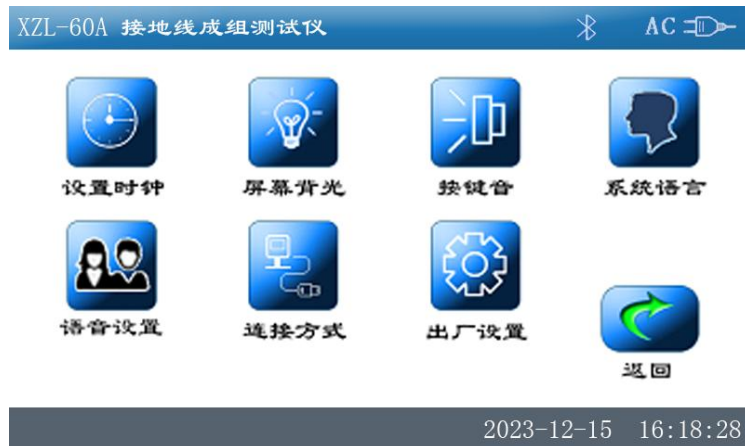 XZL-60A 接地线成组测试仪 AC
设置时钟 屏幕背光 按键音 系统语言
语音设置 连接方式 出厂设置
返回
2023-12-15 16:18:28